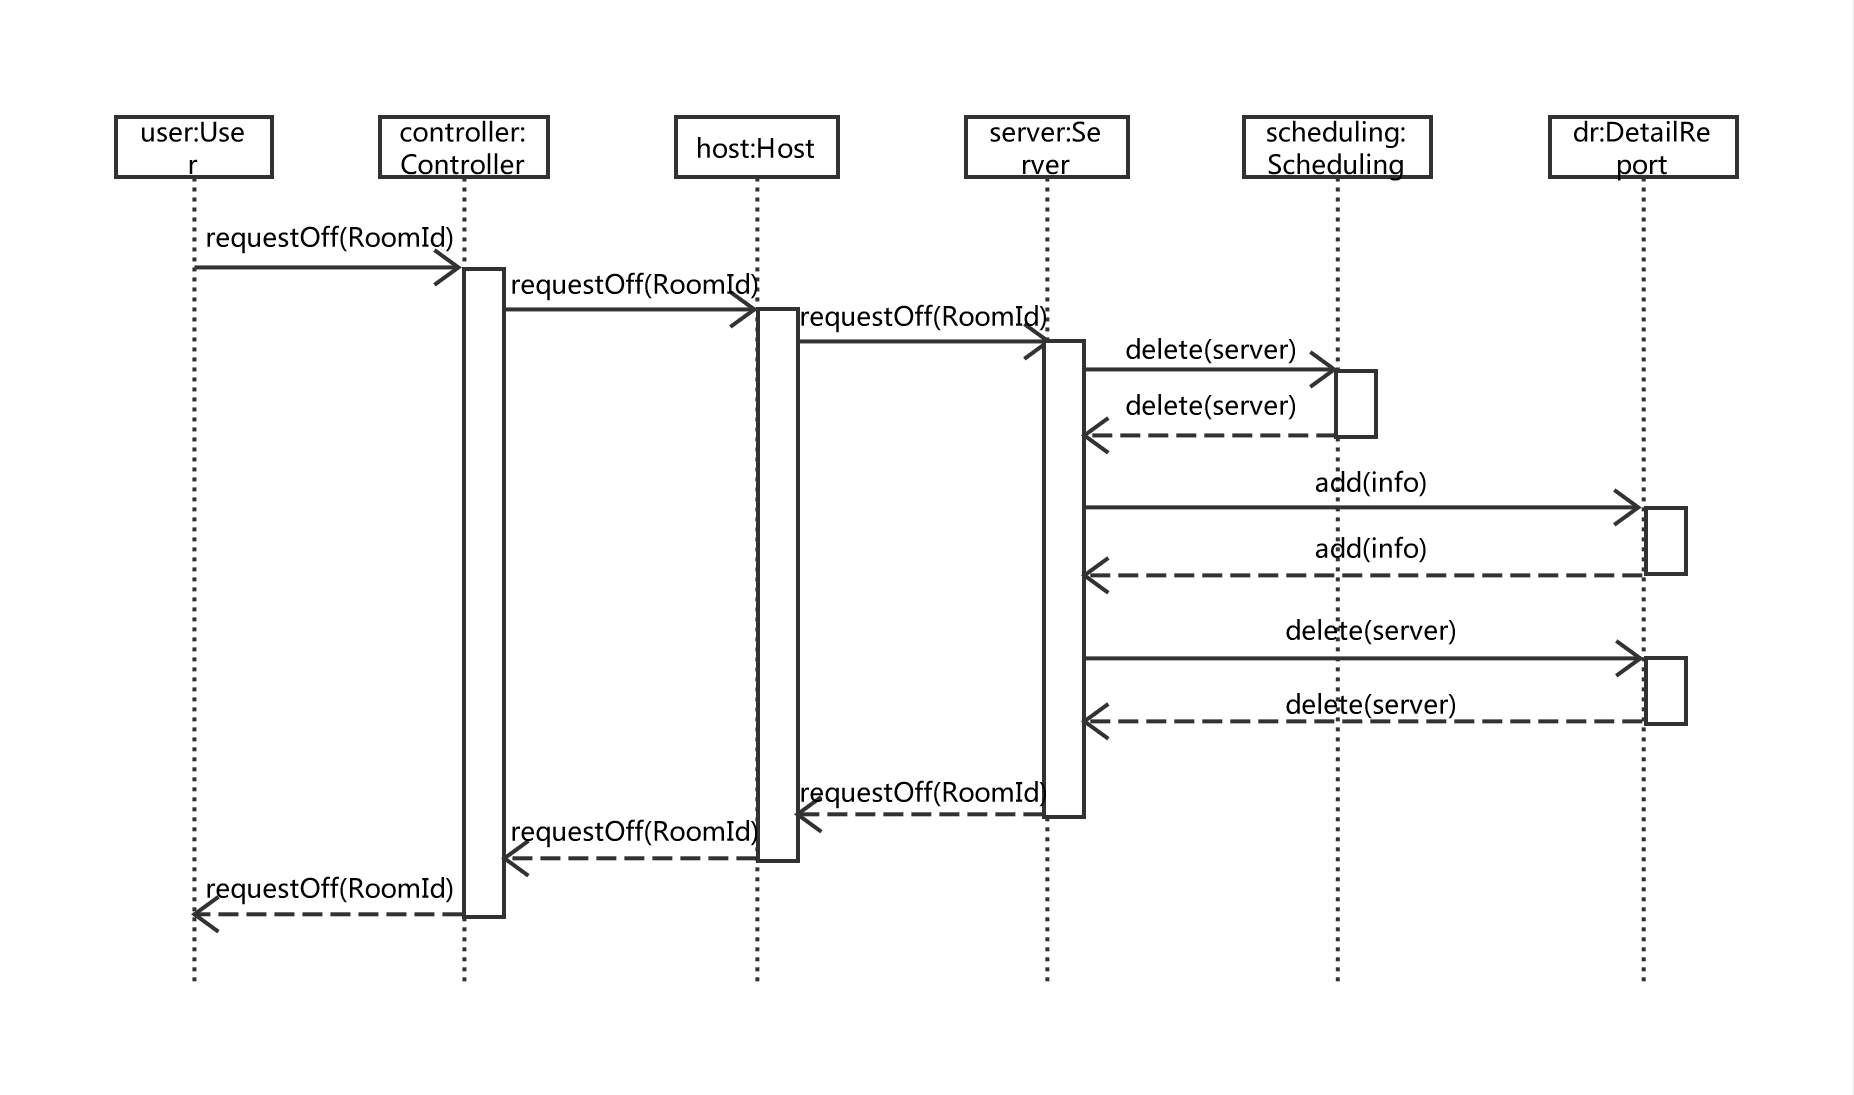 user:Use
r
controller:
Controller
host:Host
server:Se
rver
scheduling:
Scheduling
dr:DetailRe
port
requestOff(RoomId)
requestOff(RoomId)
requestOff(RoomId)
delete(server)
delete(server)
add(info)
add(info)
delete(server)
delete(server)
requestOff(RoomId)
requestOff(RoomId)
requestOff(RoomId)